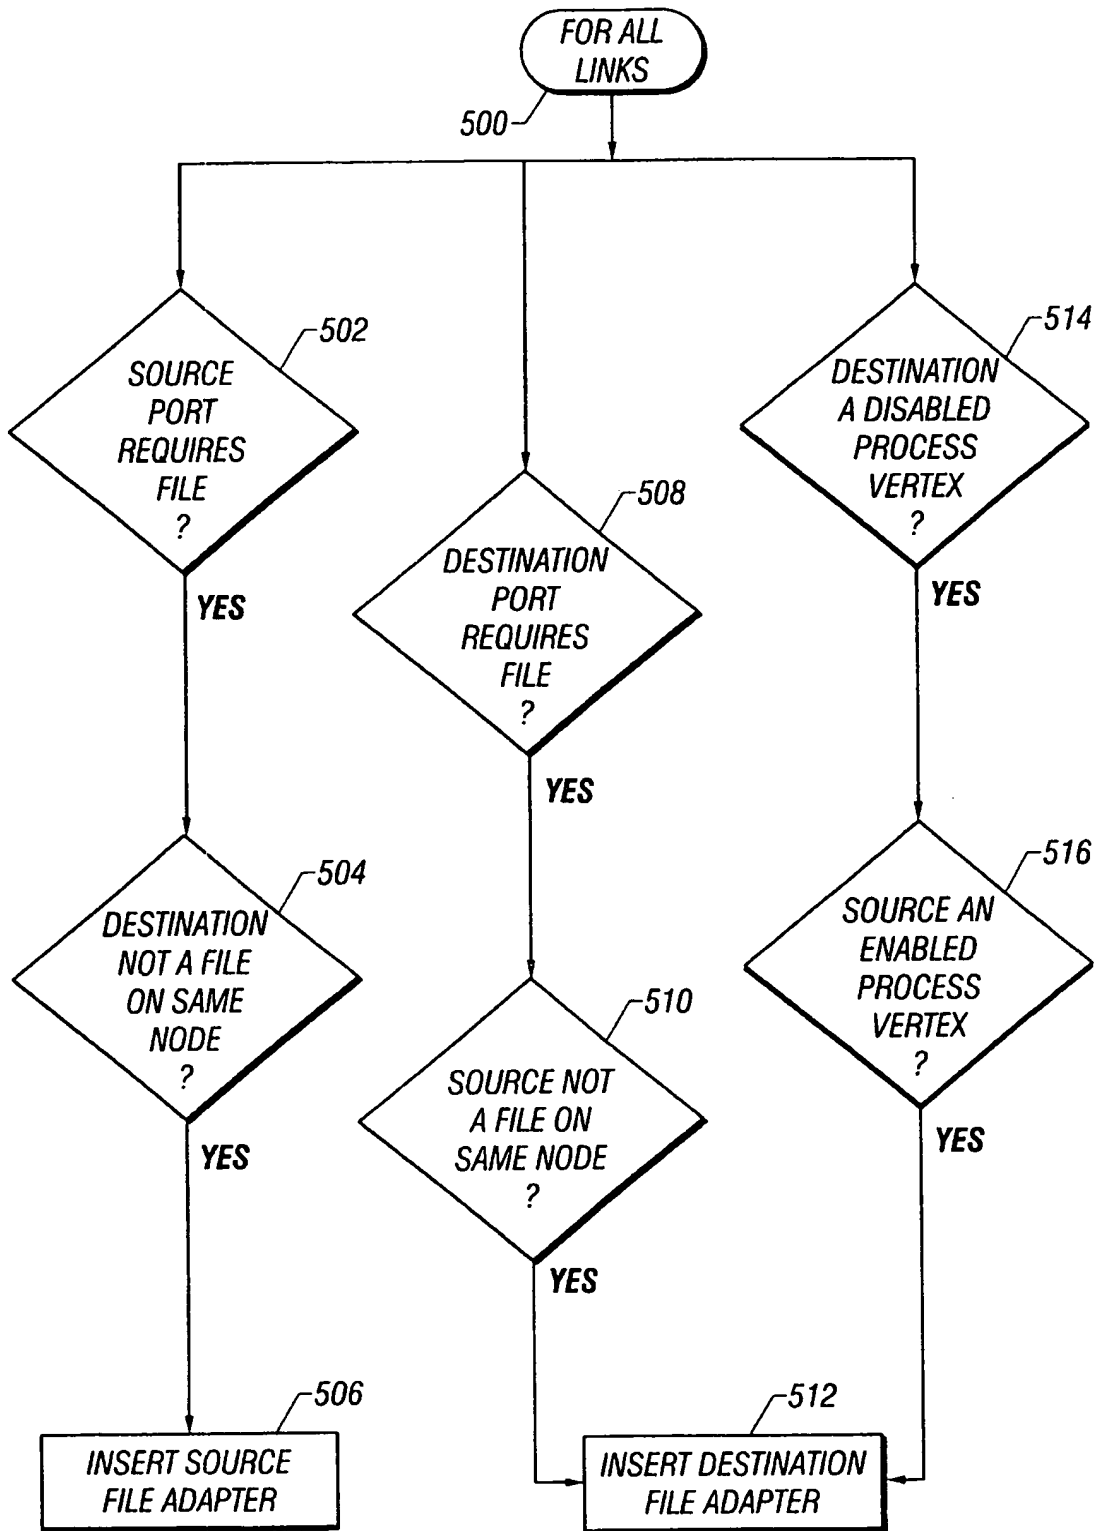 FOR ALL
LINKS
500
502
SOURCE
PORT
REQUIRES
FILE
?
YES
504
DESTINATION
NOT A FILE
ON SAME
NODE
?
YES
506
INSERT SOURCE
FILE ADAPTER
508
DESTINATION
PORT
REQUIRES
FILE
?
YES
510
SOURCE NOT
A FILE ON
SAME NODE
?
YES
512
INSERT DESTINATION
FILE ADAPTER
514
DESTINATION
A DISABLED
PROCESS
VERTEX
?
YES
516
SOURCE AN
ENABLED
PROCESS
VERTEX
?
YES